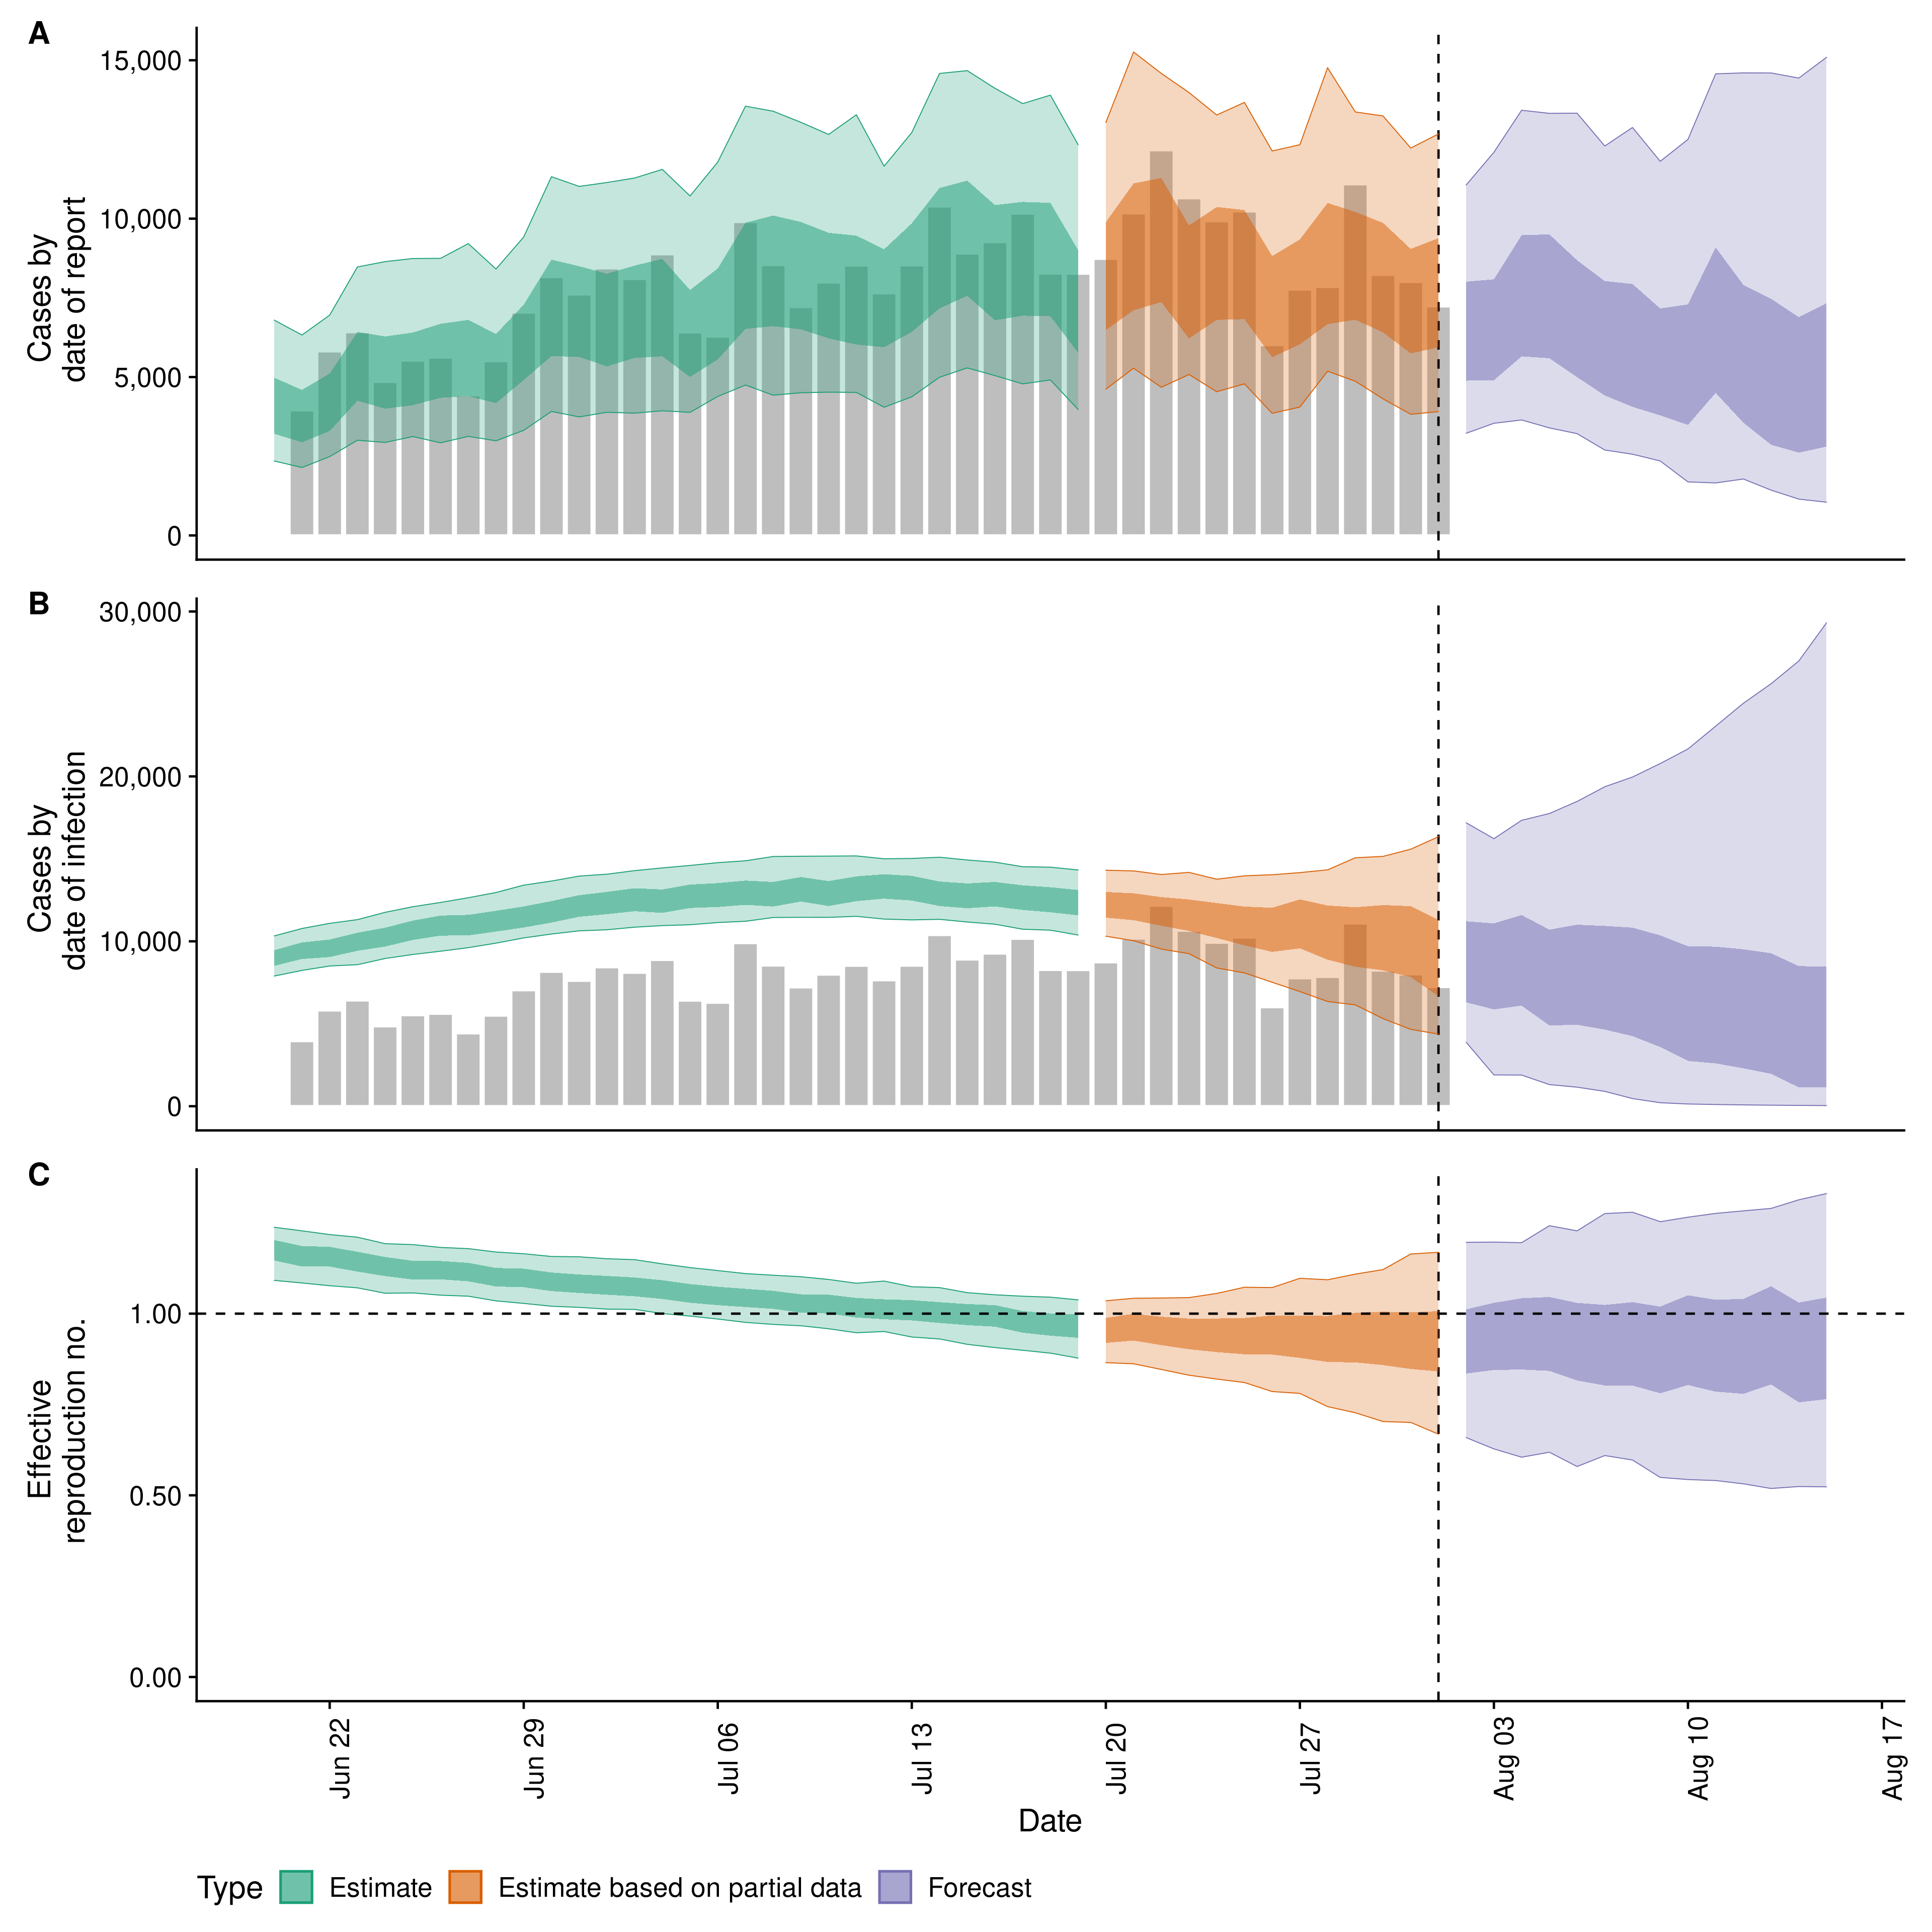 A
15,000
10,000
5,000
0
Cases by
date of report
B
30,000
20,000
10,000
0
Cases by
date of infection
C
1.00
0.50
0.00
Effective
reproduction no.
Jun 22
Jun 29
Jul 06
Jul 13
Jul 20
Jul 27
Aug 03
Aug 10
Aug 17
Date
Type Estimate Estimate based on partial data Forecast